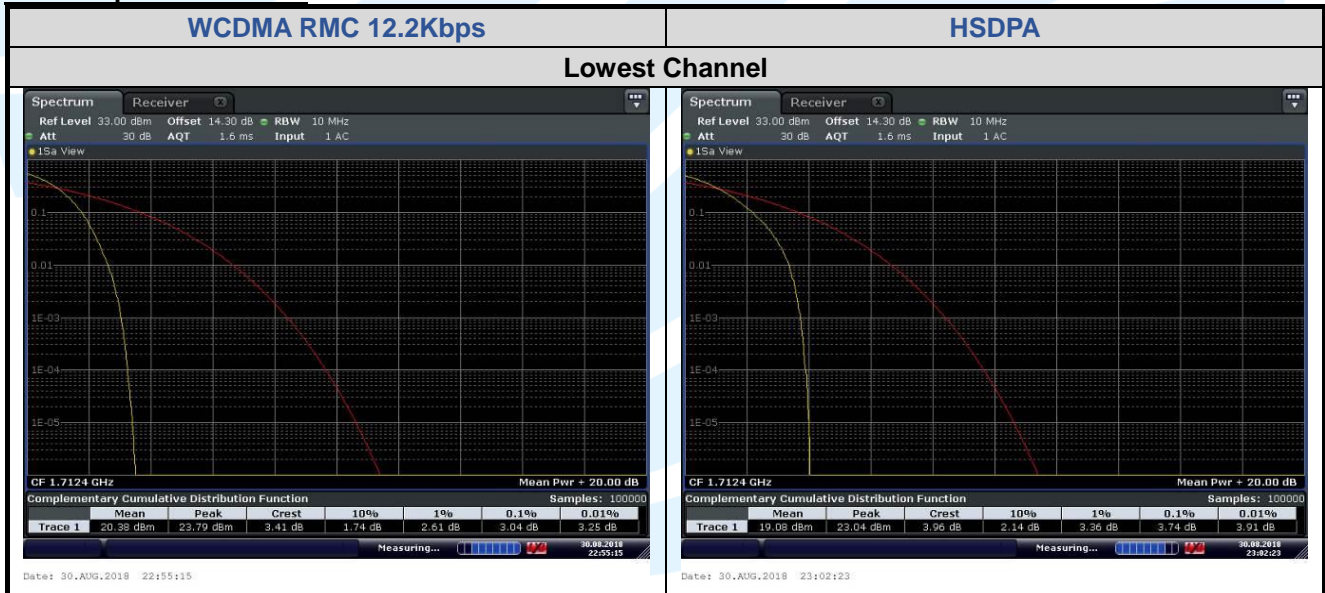 WCDMA RMC 12.2Kbps
HSDPA
Lowest Channel
Spectrum Receiver
Ref Level 33.00 dBm Offset 14.30 dB RBW 10 MHz
Att 30 dB AQT 1.6 ms Input 1 AC
1Sa View
0.1
0.01
1E-03
1E-04
1E-05
CF 1.7124 GHz Mean Pwr + 20.00 dB
Complementary Cumulative Distribution Function Samples: 100000
Mean Peak Crest 10% 1% 0.1% 0.01%
Trace 1 20.38 dBm 23.79 dBm 3.41 dB 1.74 dB 2.61 dB 3.04 dB 3.25 dB
Measuring... 30.08.2018
22:55:15
Date: 30.AUG.2018 22:55:15
Spectrum Receiver
Ref Level 33.00 dBm Offset 14.30 dB RBW 10 MHz
Att 30 dB AQT 1.6 ms Input 1 AC
1Sa View
0.1
0.01
1E-03
1E-04
1E-05
CF 1.7124 GHz Mean Pwr + 20.00 dB
Complementary Cumulative Distribution Function Samples: 100000
Mean Peak Crest 10% 1% 0.1% 0.01%
Trace 1 19.08 dBm 23.04 dBm 3.96 dB 2.14 dB 3.36 dB 3.74 dB 3.91 dB
Measuring... 30.08.2018
23:02:23
Date: 30.AUG.2018 23:02:23